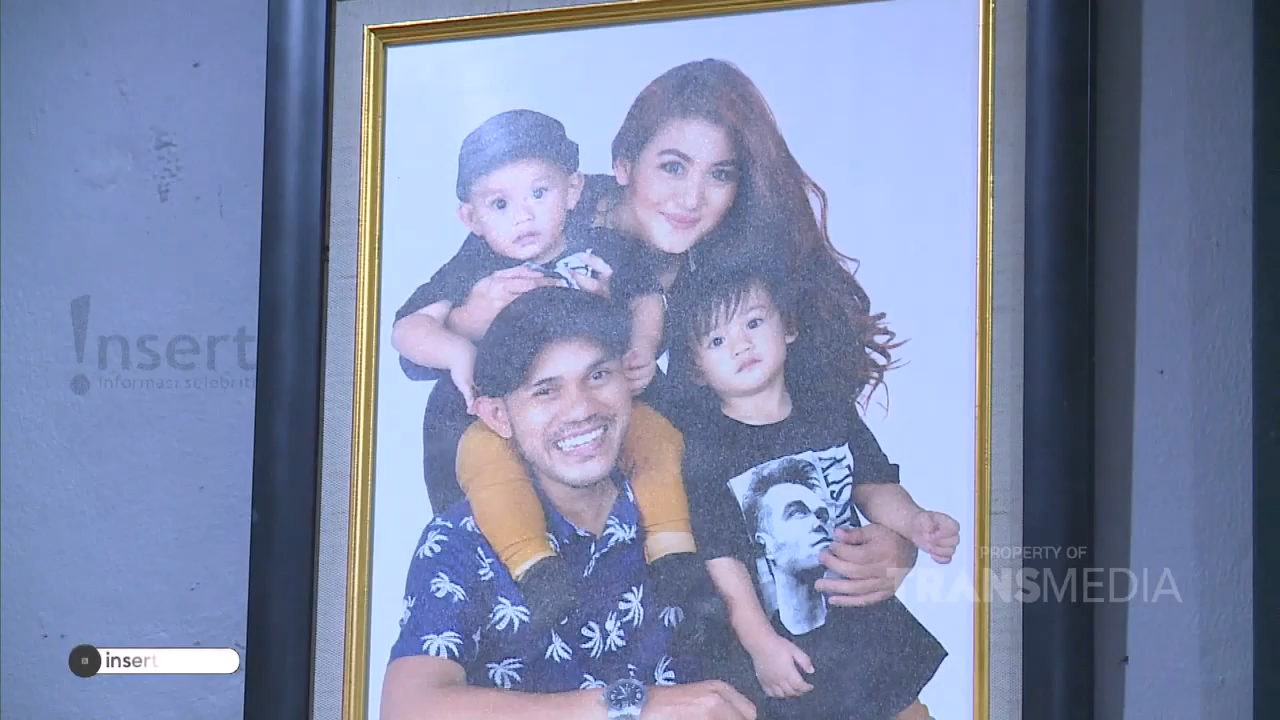 insert
informasi selebriti
PROPERTY OF
TRANSMEDIA
insert